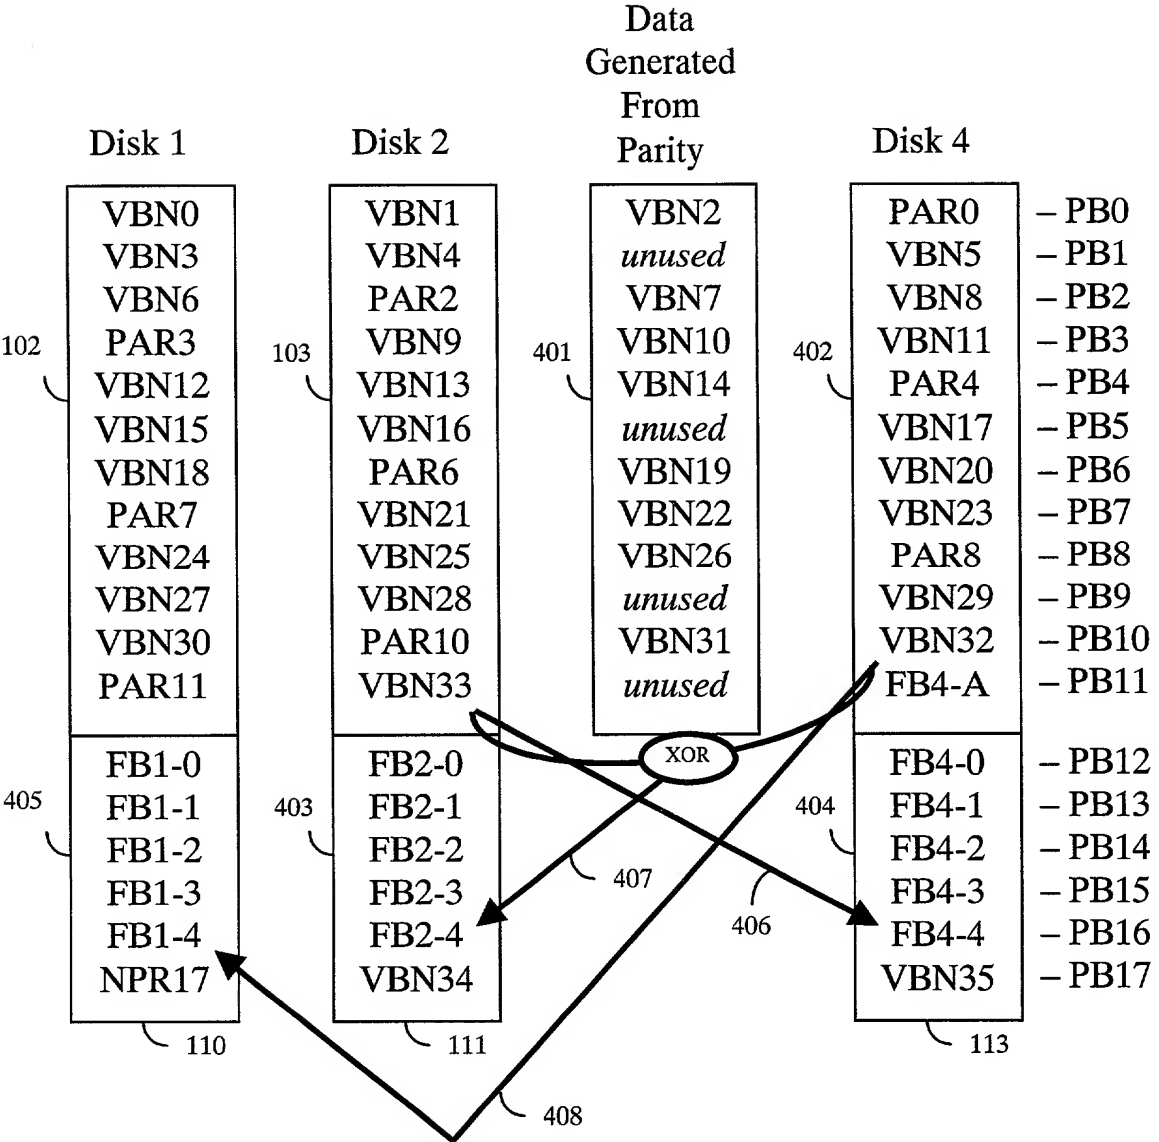 Data
Generated
From
Parity
Disk 1 Disk 2 Disk 4
VBN0 VBN1 VBN2 PAR0 – PB0
VBN3 VBN4 unused VBN5 – PB1
VBN6 PAR2 VBN7 VBN8 – PB2
PAR3 VBN9 VBN10 VBN11 – PB3
102 103 401 402
VBN12 VBN13 VBN14 PAR4 – PB4
VBN15 VBN16 unused VBN17 – PB5
VBN18 PAR6 VBN19 VBN20 – PB6
PAR7 VBN21 VBN22 VBN23 – PB7
VBN24 VBN25 VBN26 PAR8 – PB8
VBN27 VBN28 unused VBN29 – PB9
VBN30 PAR10 VBN31 VBN32 – PB10
PAR11 VBN33 unused FB4-A – PB11
XOR
FB1-0 FB2-0 FB4-0 – PB12
405 403 404
FB1-1 FB2-1 FB4-1 – PB13
FB1-2 FB2-2 FB4-2 – PB14
407
FB1-3 FB2-3 FB4-3 – PB15
406
FB1-4 FB2-4 FB4-4 – PB16
NPR17 VBN34 VBN35 – PB17
110 111 113
408